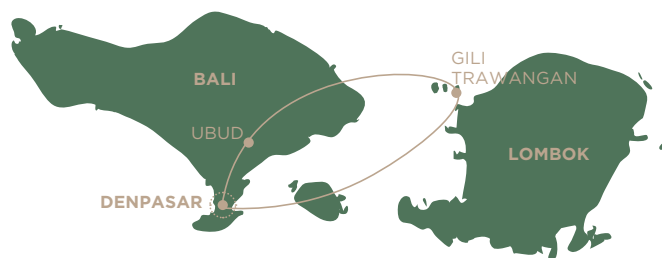 GILI
TRAWANGAN
BALI
UBUD
LOMBOK
DENPASAR